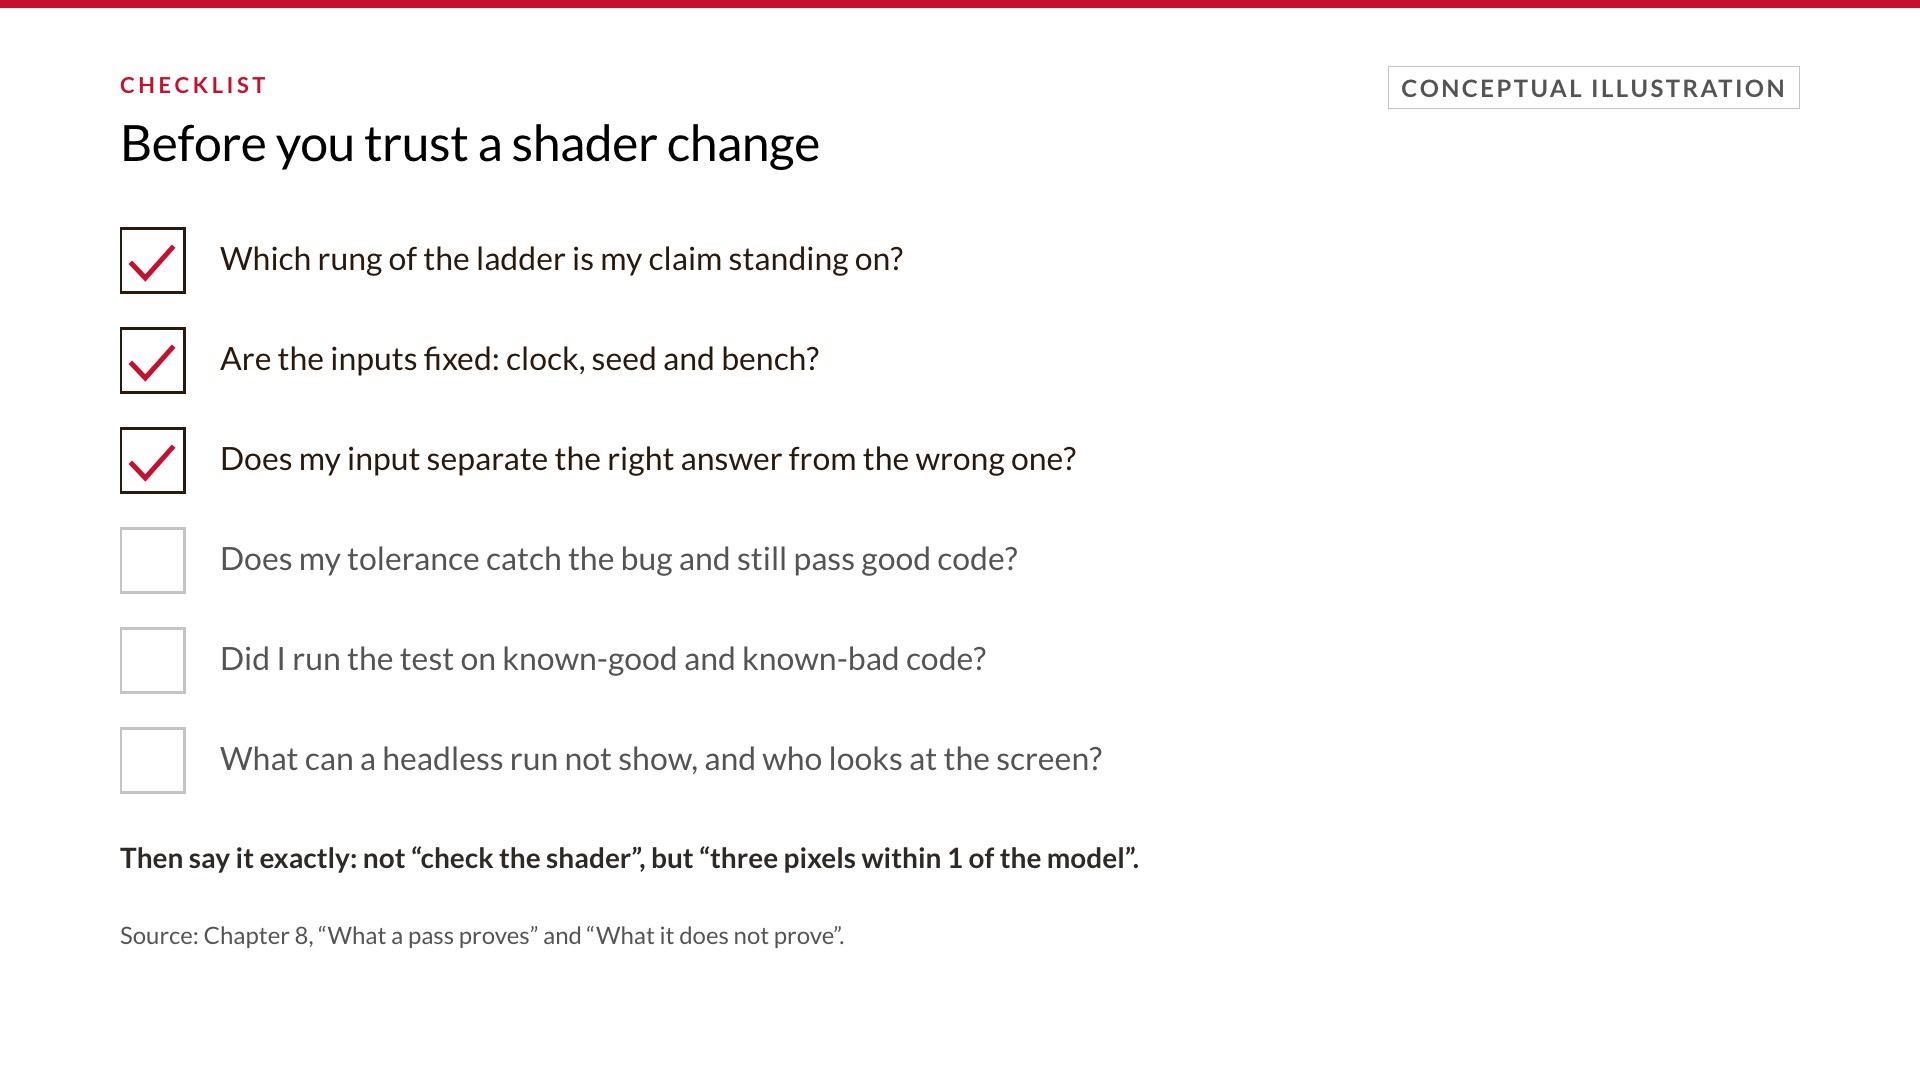 CHECKLIST
CONCEPTUAL ILLUSTRATION
Before you trust a shader change
Which rung of the ladder is my claim standing on?
Are the inputs fixed: clock, seed and bench?
Does my input separate the right answer from the wrong one?
Does my tolerance catch the bug and still pass good code?
Did I run the test on known-good and known-bad code?
What can a headless run not show, and who looks at the screen?
Then say it exactly: not “check the shader”, but “three pixels within 1 of the model”.
Source: Chapter 8, “What a pass proves” and “What it does not prove”.